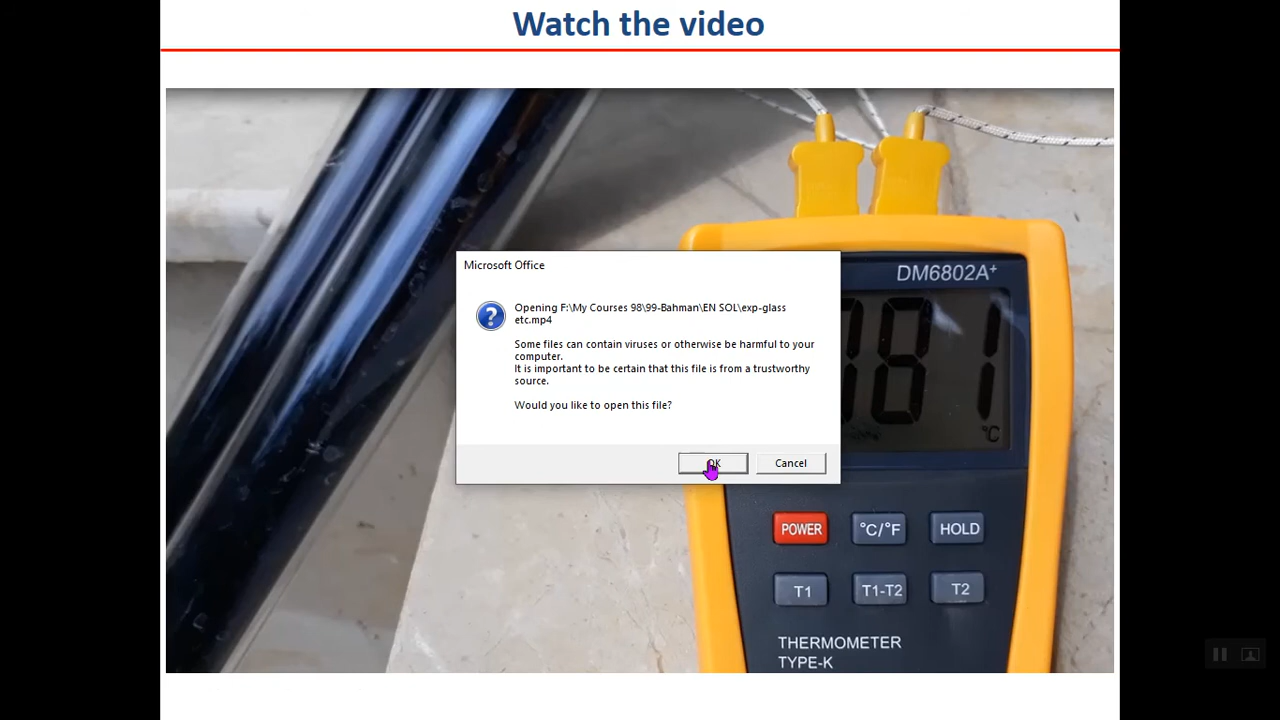 Watch the video
DM6802A+
Microsoft Office
Opening F:\My Courses 98\99-Bahman\EN SOL\exp-glass
etc.mp4
Some files can contain viruses or otherwise be harmful to your
computer.
It is important to be certain that this file is from a trustworthy
source.
Would you like to open this file?
81
°C
OK
Cancel
POWER
°C/°F
HOLD
T1
T1-T2
T2
THERMOMETER
TYPE-K